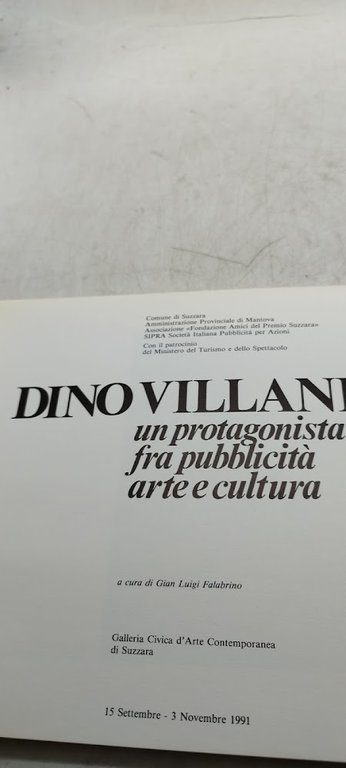 Comune di Suzzara
Amministrazione Provinciale di Mantova
Associazione «Fondazione Amici del Premio Suzzara»
SIPRA Società Italiana Pubblicità per Azioni
Con il patrocinio
del Ministero del Turismo e dello Spettacolo
DINO VILLANI
un protagonista
fra pubblicità
arte e cultura
a cura di Gian Luigi Falabrino
Galleria Civica d'Arte Contemporanea
di Suzzara
15 Settembre - 3 Novembre 1991